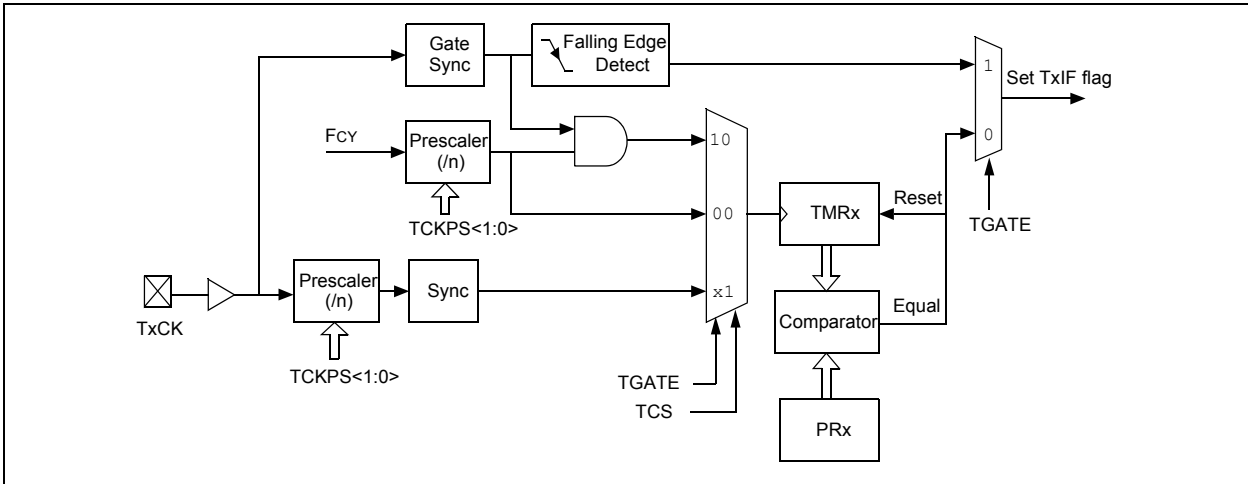 Gate
Sync
Falling Edge
Detect
1
Set TxIF flag
0
FCY
Prescaler
(/n)
10
TCKPS<1:0>
00
TMRx
Reset
TGATE
TxCK
Prescaler
(/n)
Sync
x1
Comparator
Equal
TCKPS<1:0>
TGATE
TCS
PRx